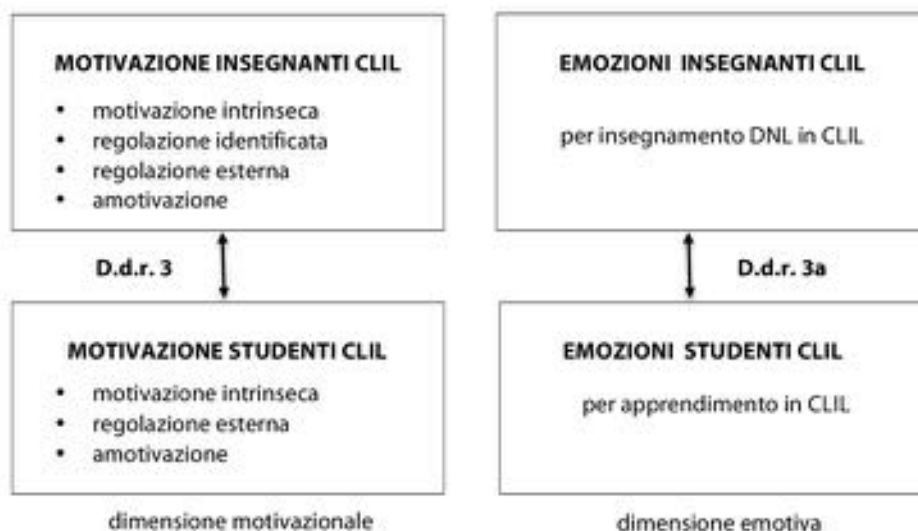 MOTIVAZIONE INSEGNANTI CLIL
• motivazione intrinseca
• regolazione identificata
• regolazione esterna
• amotivazione
EMOZIONI INSEGNANTI CLIL
per insegnamento DNL in CLIL
D.d.r. 3
D.d.r. 3a
MOTIVAZIONE STUDENTI CLIL
• motivazione intrinseca
• regolazione esterna
• amotivazione
EMOZIONI STUDENTI CLIL
per apprendimento in CLIL
dimensione motivazionale
dimensione emotiva